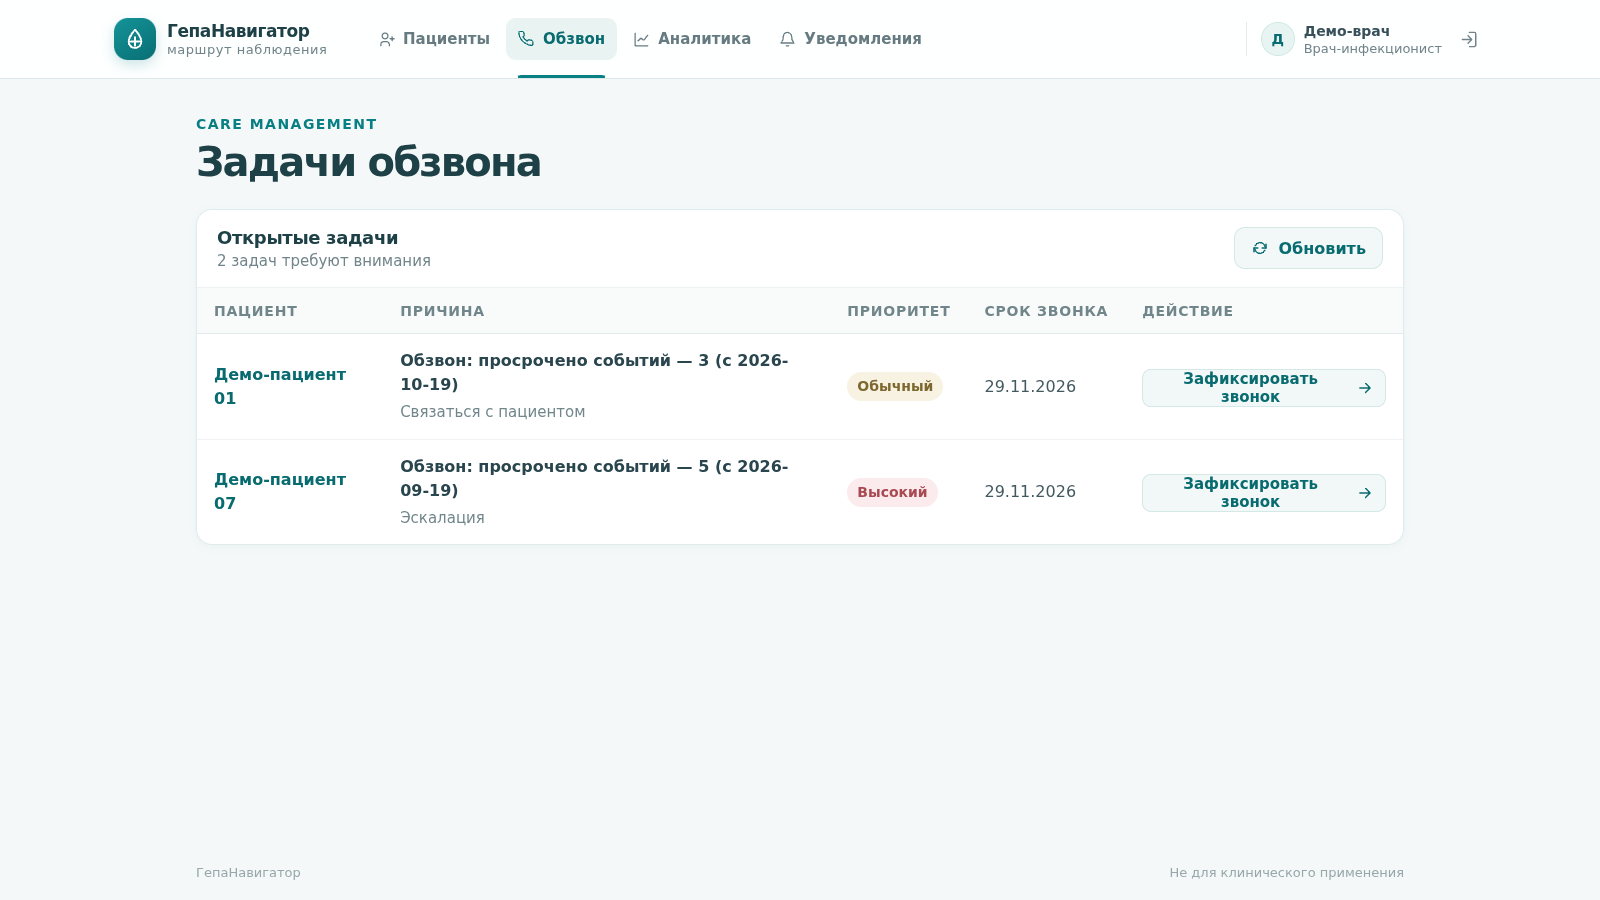 ГепаНавигатор
маршрут наблюдения
Пациенты
Обзвон
Аналитика
Уведомления
Д
Демо-врач
Врач-инфекционист
CARE MANAGEMENT
Задачи обзвона
Открытые задачи
2 задач требуют внимания
Обновить
ПАЦИЕНТ ПРИЧИНА ПРИОРИТЕТ СРОК ЗВОНКА ДЕЙСТВИЕ
Демо-пациент
01
Обзвон: просрочено событий — 3 (с 2026-
10-19)
Связаться с пациентом
Обычный
29.11.2026
Зафиксировать
звонок
Демо-пациент
07
Обзвон: просрочено событий — 5 (с 2026-
09-19)
Эскалация
Высокий
29.11.2026
Зафиксировать
звонок
ГепаНавигатор
Не для клинического применения